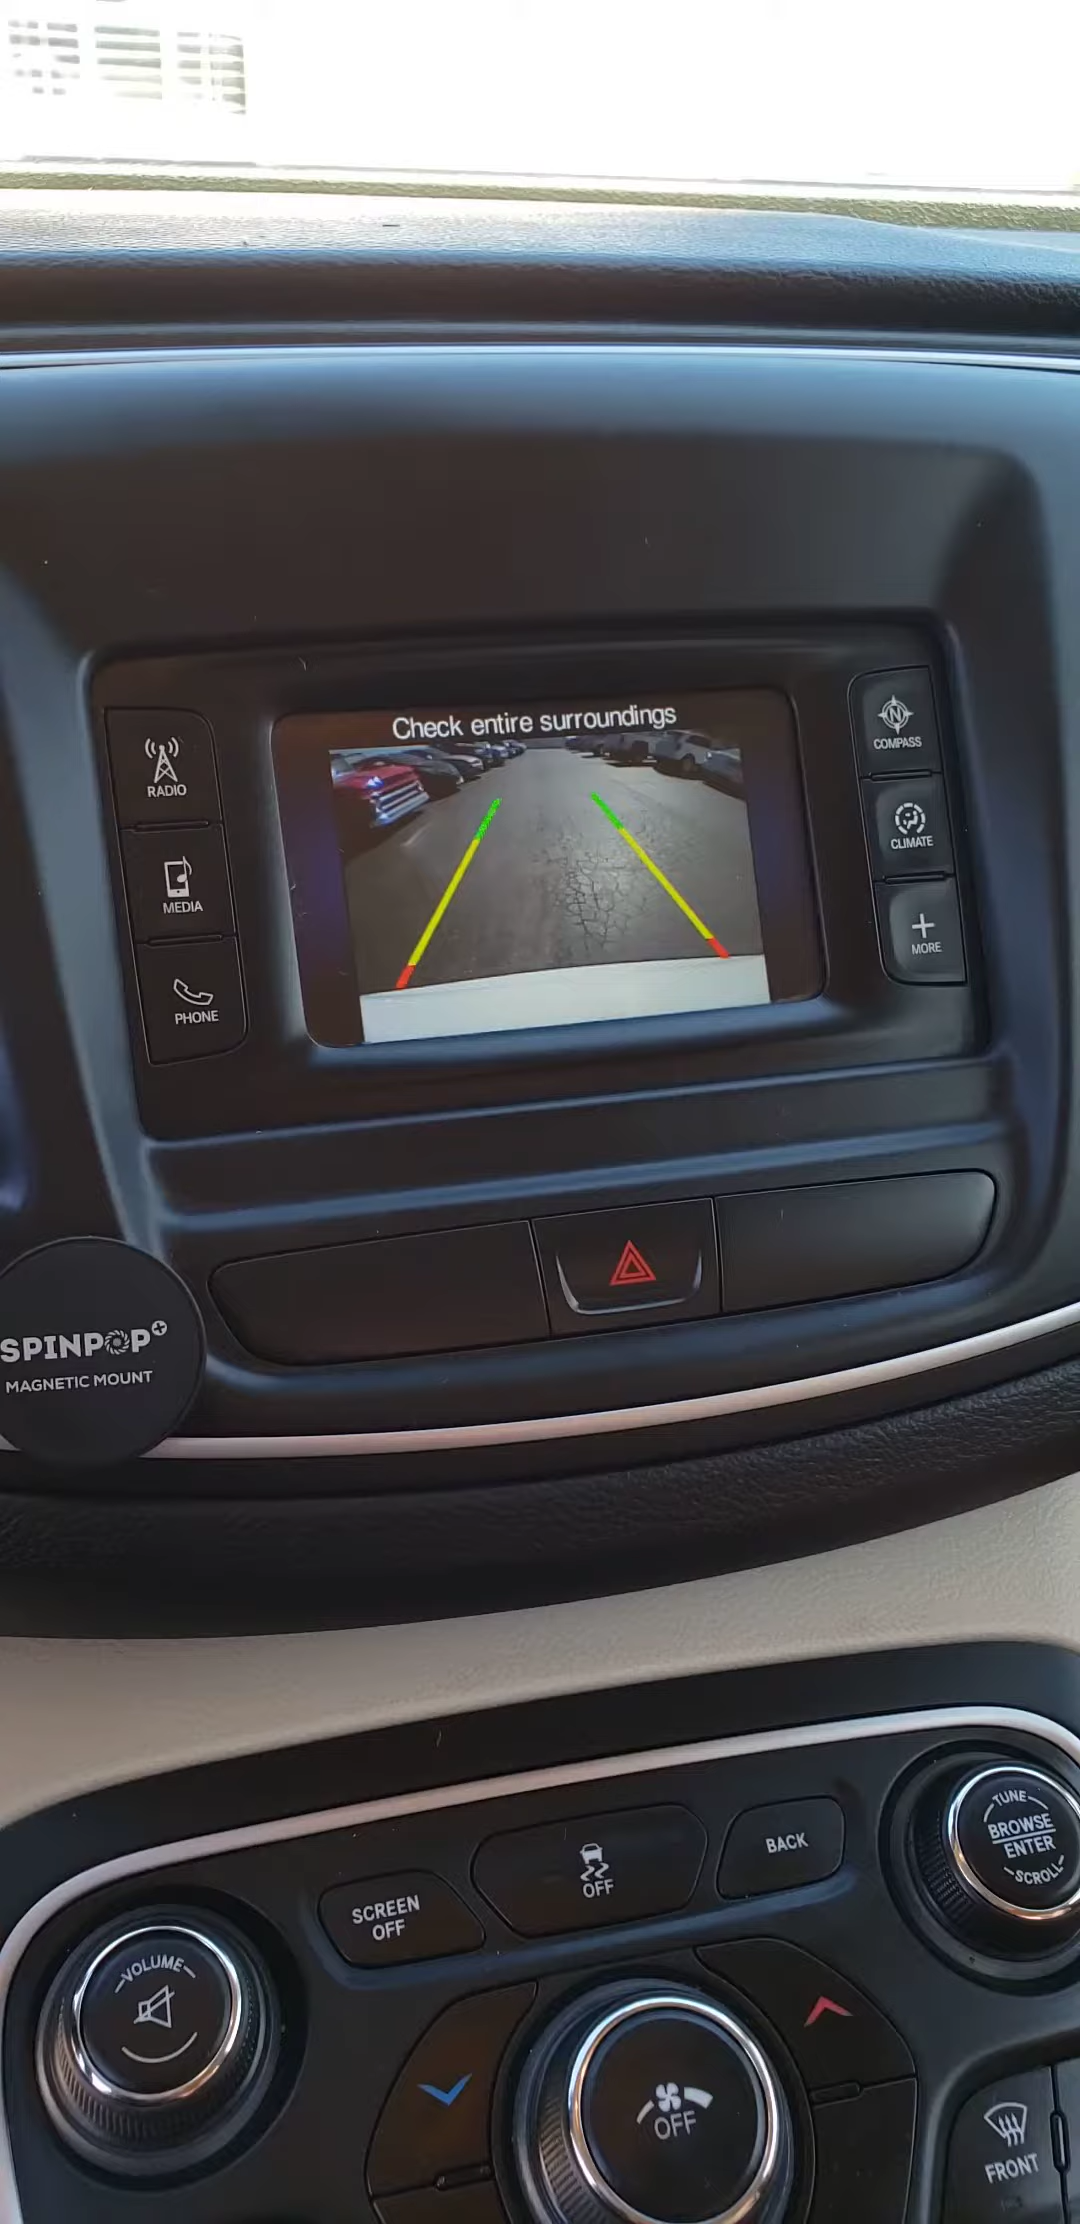 Check entire surroundings
RADIO
MEDIA
PHONE
N
COMPASS
CLIMATE
MORE
SPINPOP
MAGNETIC MOUNT
TUNE
BROWSE
ENTER
SCROLL
BACK
OFF
SCREEN
OFF
VOLUME
OFF
FRONT